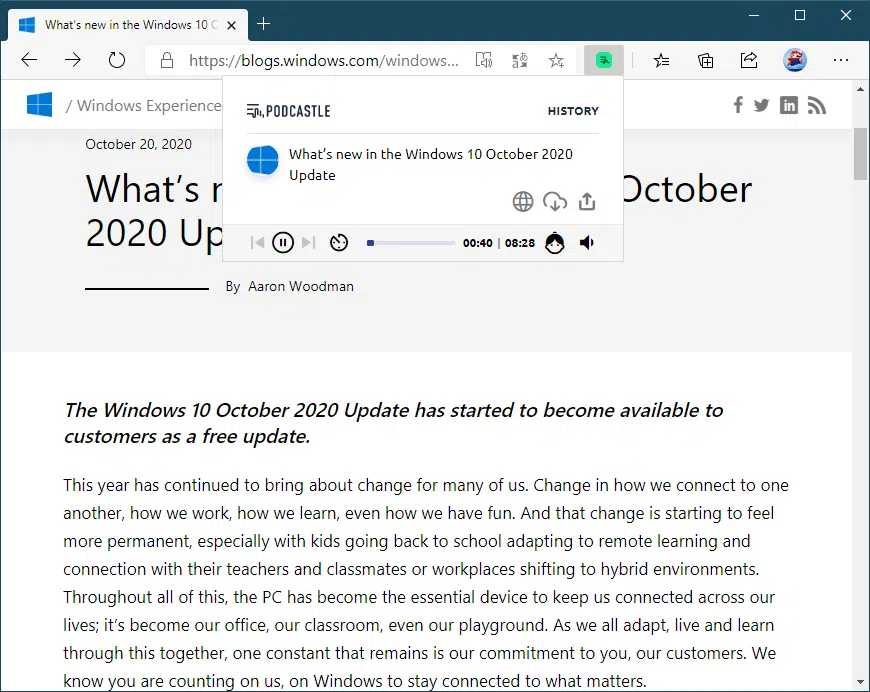 What's new in the Windows 10 O
https://blogs.windows.com/windows...
/ Windows Experience
PODCASTLE
HISTORY
What's new in the Windows 10 October 2020
Update
00:40 | 08:28
October 20, 2020
What's n October
2020 Up
By Aaron Woodman
The Windows 10 October 2020 Update has started to become available to
customers as a free update.
This year has continued to bring about change for many of us. Change in how we connect to one
another, how we work, how we learn, even how we have fun. And that change is starting to feel
more permanent, especially with kids going back to school adapting to remote learning and
connection with their teachers and classmates or workplaces shifting to hybrid environments.
Throughout all of this, the PC has become the essential device to keep us connected across our
lives; it's become our office, our classroom, even our playground. As we all adapt, live and learn
through this together, one constant that remains is our commitment to you, our customers. We
know you are counting on us, on Windows to stay connected to what matters.